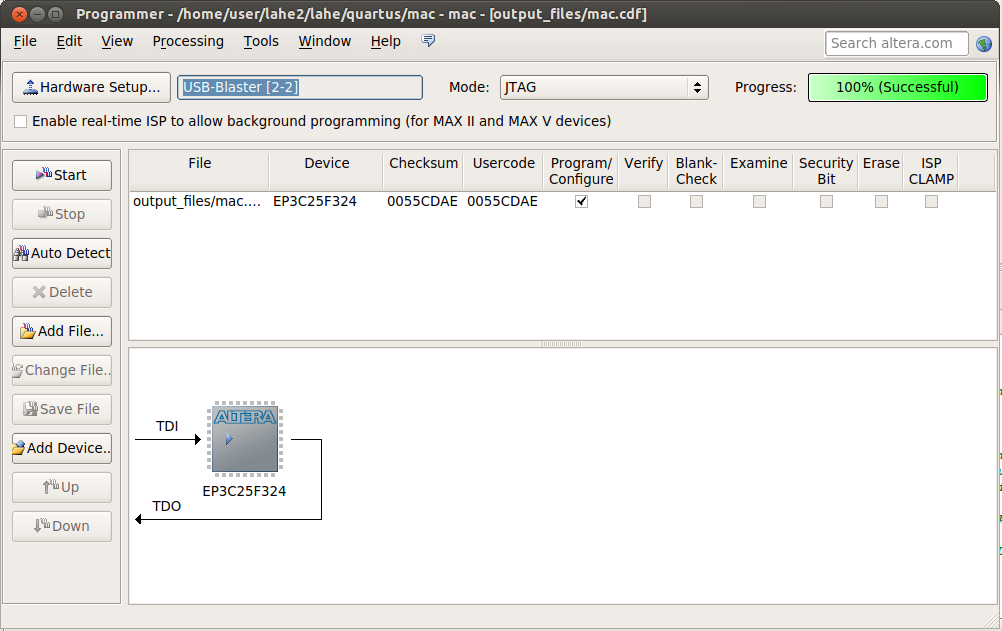 Programmer - /home/user/lahe2/lahe/quartus/mac - mac - [output_files/mac.cdf]
File Edit View Processing Tools Window Help Search altera.com
Hardware Setup... USB-Blaster [2-2] Mode: JTAG Progress: 100% (Successful)
Enable real-time ISP to allow background programming (for MAX II and MAX V devices)
Start
Stop
Auto Detect
Delete
Add File...
Change File..
Save File
Add Device..
Up
Down
File Device Checksum Usercode Program/ Verify Blank- Examine Security Erase ISP
Configure Check Bit CLAMP
output_files/mac.... EP3C25F324 0055CDAE 0055CDAE
ALTERA
TDI
EP3C25F324
TDO